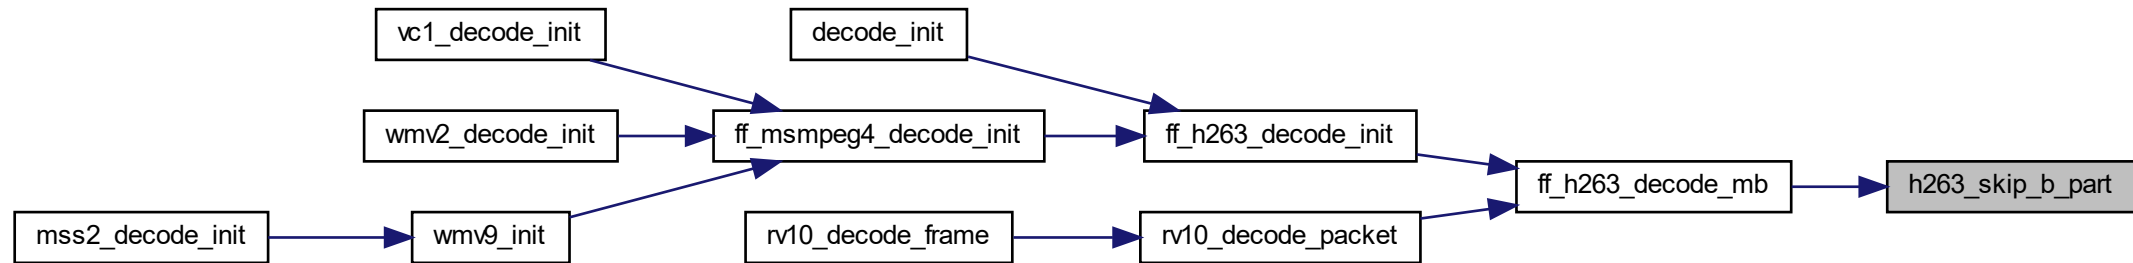 vc1_decode_init
decode_init
wmv2_decode_init
ff_msmpeg4_decode_init
ff_h263_decode_init
ff_h263_decode_mb
h263_skip_b_part
mss2_decode_init
wmv9_init
rv10_decode_frame
rv10_decode_packet